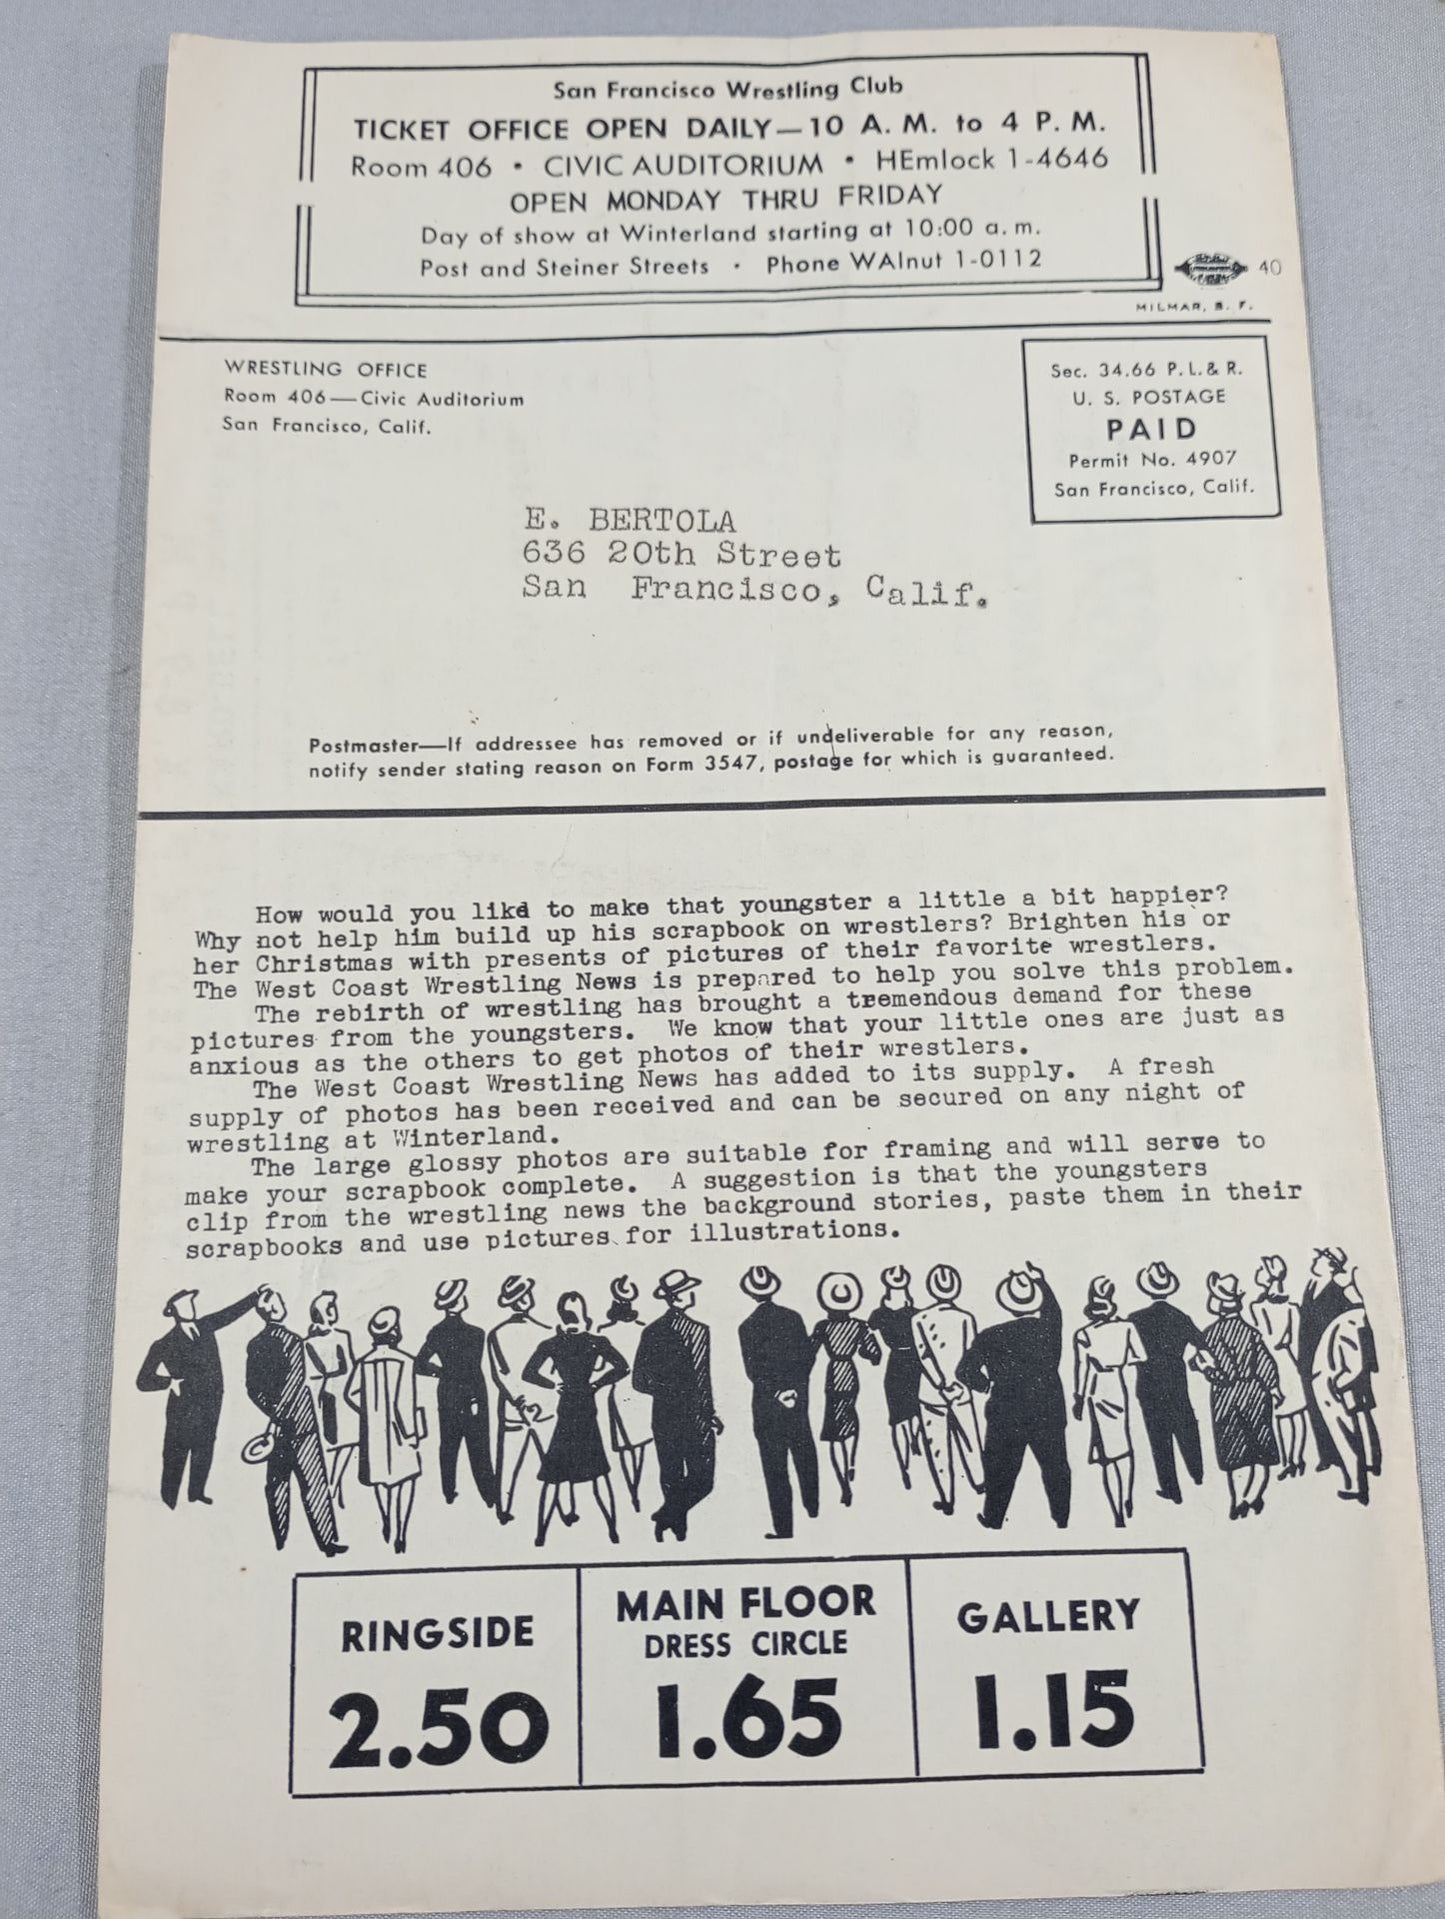 San Francisco Wrestling Club
TICKET OFFICE OPEN DAILY—10 A. M. to 4 P. M.
Room 406 • CIVIC AUDITORIUM • HEmlock 1-4646
OPEN MONDAY THRU FRIDAY
Day of show at Winterland starting at 10:00 a. m.
Post and Steiner Streets • Phone WAlnut 1-0112
40
MILMAR, S. F.
WRESTLING OFFICE
Room 406—Civic Auditorium
San Francisco, Calif.
Sec. 34.66 P. L. & R.
U. S. POSTAGE
PAID
Permit No. 4907
San Francisco, Calif.
E. BERTOLA
636 20th Street
San Francisco, Calif.
Postmaster—If addressee has removed or if undeliverable for any reason,
notify sender stating reason on Form 3547, postage for which is guaranteed.
How would you like to make that youngster a little a bit happier?
Why not help him build up his scrapbook on wrestlers? Brighten his or
her Christmas with presents of pictures of their favorite wrestlers.
The West Coast Wrestling News is prepared to help you solve this problem.
The rebirth of wrestling has brought a tremendous demand for these
pictures from the youngsters. We know that your little ones are just as
anxious as the others to get photos of their wrestlers.
The West Coast Wrestling News has added to its supply. A fresh
supply of photos has been received and can be secured on any night of
wrestling at Winterland.
The large glossy photos are suitable for framing and will serve to
make your scrapbook complete. A suggestion is that the youngsters
clip from the wrestling news the background stories, paste them in their
scrapbooks and use pictures for illustrations.
RINGSIDE
2.50
MAIN FLOOR
DRESS CIRCLE
1.65
GALLERY
1.15